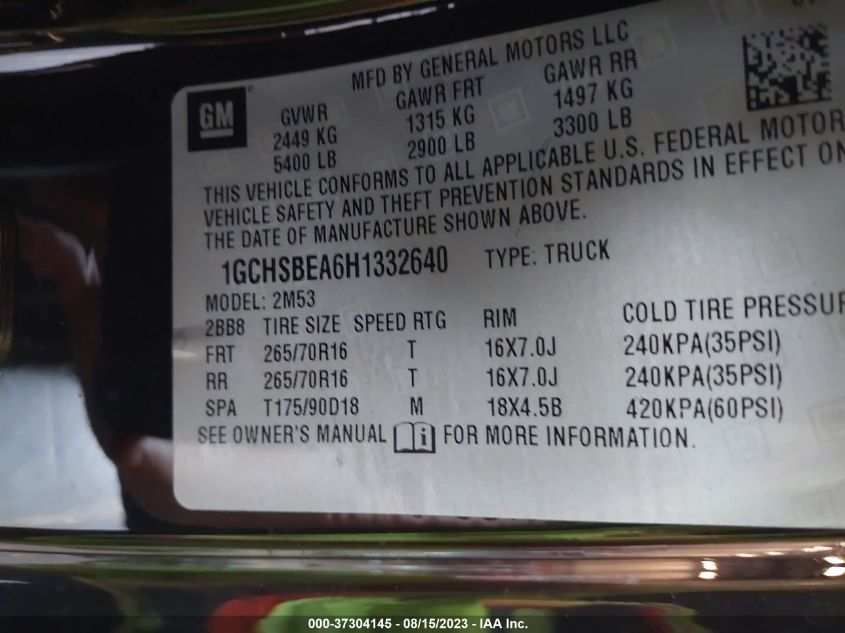 MFD BY GENERAL MOTORS LLC
GM
GVWR GAWR FRT GAWR RR
2449 KG 1315 KG 1497 KG
5400 LB 2900 LB 3300 LB
THIS VEHICLE CONFORMS TO ALL APPLICABLE U.S. FEDERAL MOTOR
VEHICLE SAFETY AND THEFT PREVENTION STANDARDS IN EFFECT ON
THE DATE OF MANUFACTURE SHOWN ABOVE.
1GCHSBEA6H1332640 TYPE: TRUCK
MODEL: 2M53
2BB8 TIRE SIZE SPEED RTG RIM COLD TIRE PRESSUR
FRT 265/70R16 T 16X7.0J 240KPA(35PSI)
RR 265/70R16 T 16X7.0J 240KPA(35PSI)
SPA T175/90D18 M 18X4.5B 420KPA(60PSI)
SEE OWNER'S MANUAL FOR MORE INFORMATION.
000-37304145 - 08/15/2023 - IAA Inc.